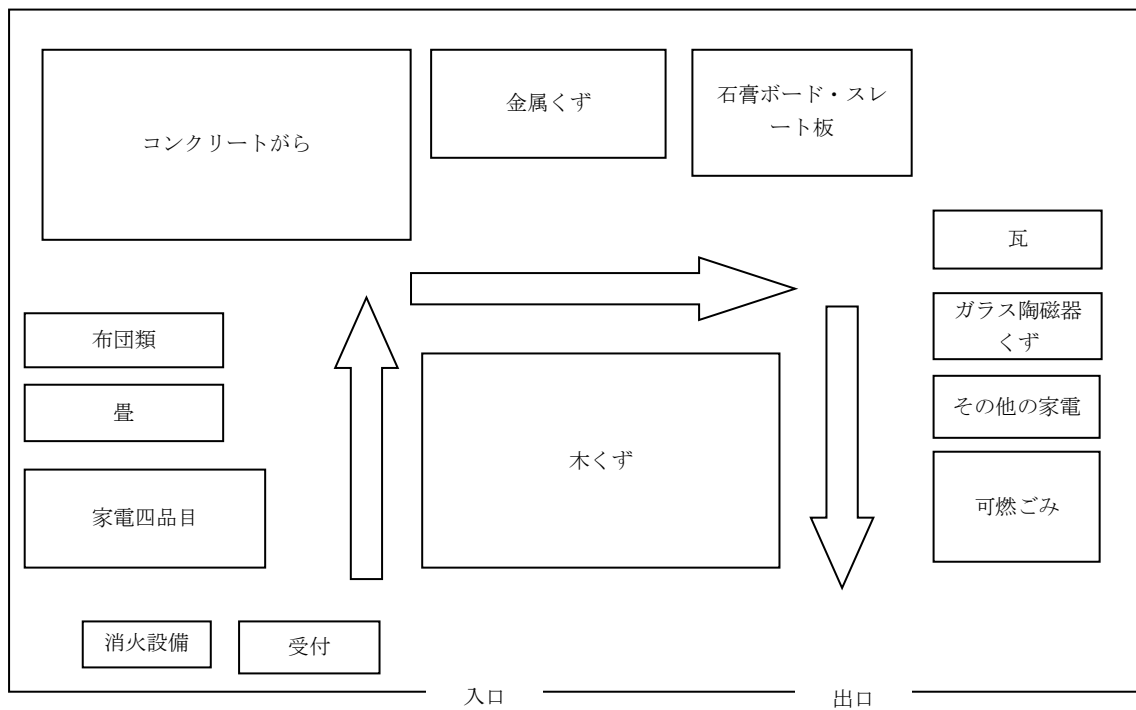 コンクリートがら
金属くず
石膏ボード・スレ
ート板
瓦
ガラス陶磁器
くず
その他の家電
可燃ごみ
布団類
畳
家電四品目
木くず
消火設備
受付
入口
出口